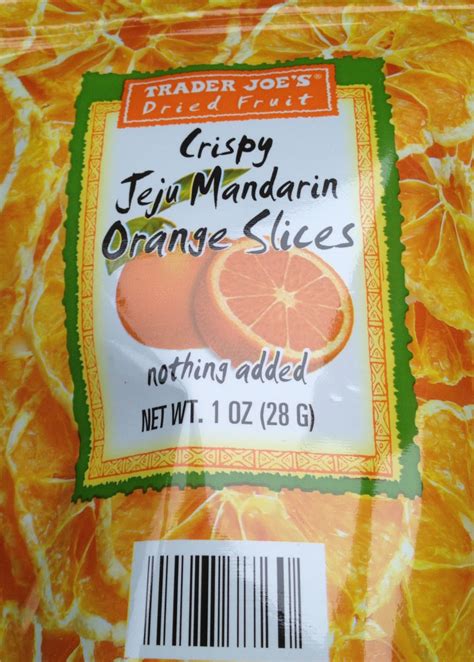 TRADER JOE'S®
Dried Fruit
Crispy
Jeju Mandarin
Orange Slices
nothing added
NET WT. 1 OZ (28 G)